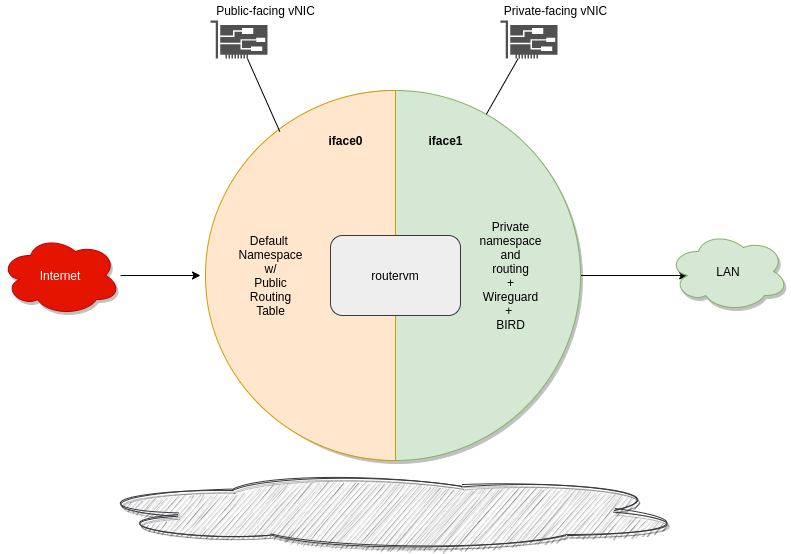 Public-facing vNIC
Private-facing vNIC
iface0
iface1
Internet
Default
Namespace
w/
Public
Routing
Table
routervm
Private
namespace
and
routing
+
Wireguard
+
BIRD
LAN